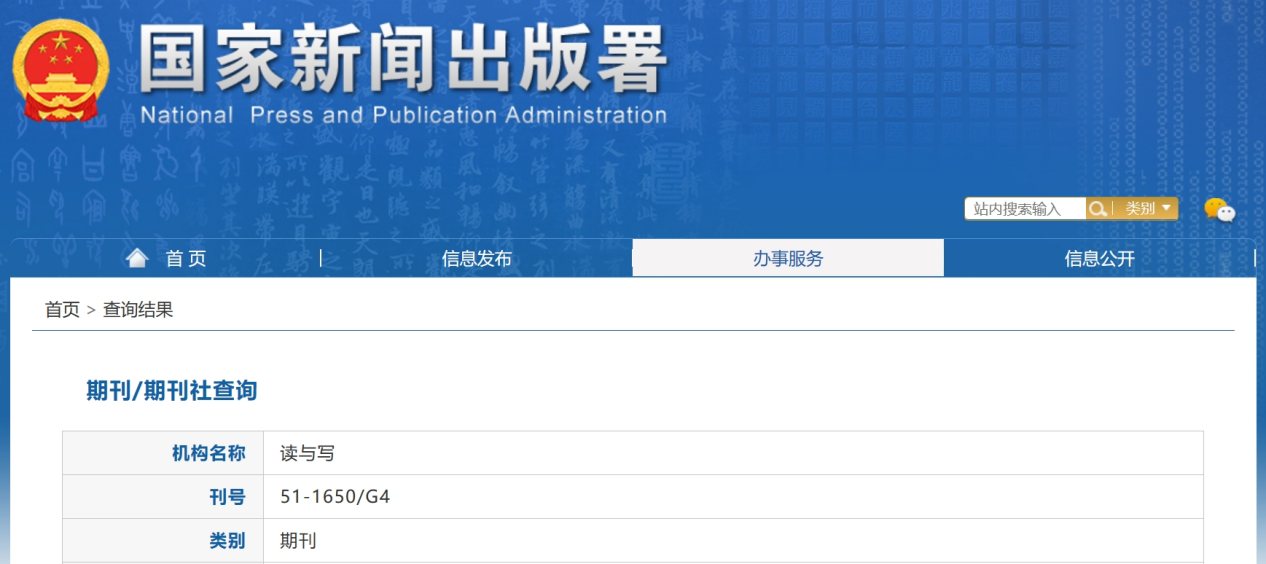 国家新闻出版署
National Press and Publication Administration
站内搜索输入 类别
首页 信息发布 办事服务 信息公开
首页 > 查询结果
期刊/期刊社查询
机构名称 读与写
刊号 51-1650/G4
类别 期刊